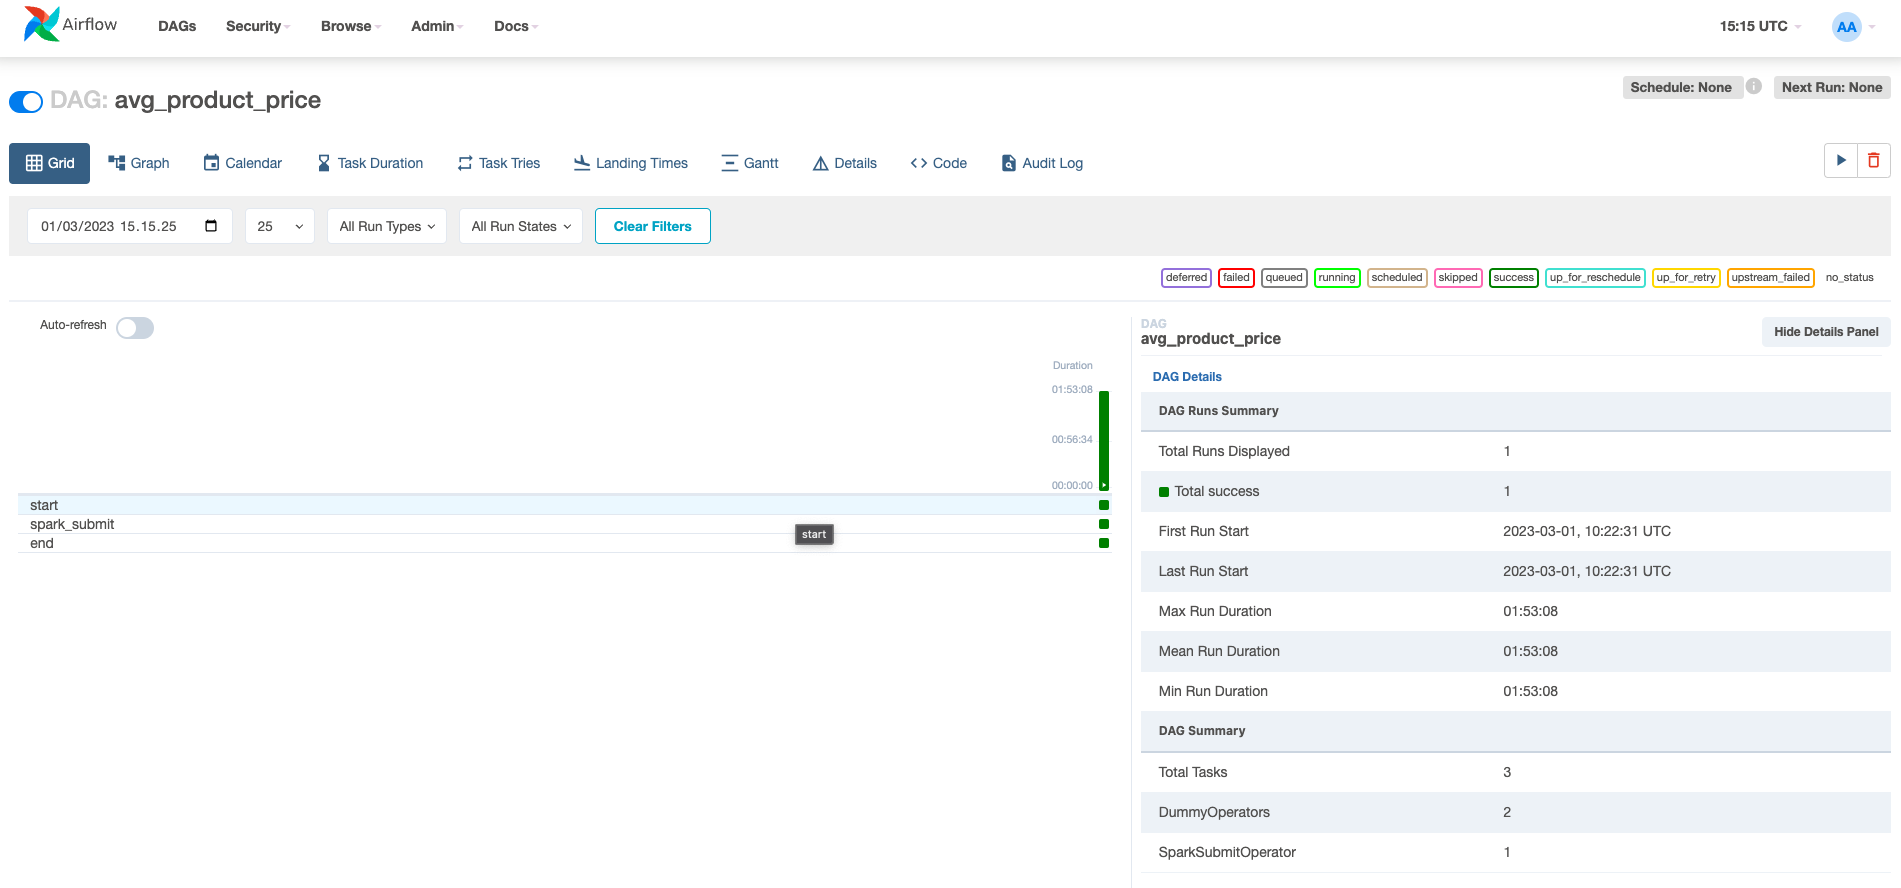 Airflow DAGs Security Browse Admin Docs 15:15 UTC AA
DAG: avg_product_price Schedule: None Next Run: None
Grid Graph Calendar Task Duration Task Tries Landing Times Gantt Details Code Audit Log
01/03/2023 15.15.25 25 All Run Types All Run States Clear Filters
deferred failed queued running scheduled skipped success up_for_reschedule up_for_retry upstream_failed no_status
Auto-refresh
Duration
01:53:08
00:56:34
00:00:00
start
spark_submit
start
end
DAG
avg_product_price
Hide Details Panel
DAG Details
DAG Runs Summary
Total Runs Displayed 1
Total success 1
First Run Start 2023-03-01, 10:22:31 UTC
Last Run Start 2023-03-01, 10:22:31 UTC
Max Run Duration 01:53:08
Mean Run Duration 01:53:08
Min Run Duration 01:53:08
DAG Summary
Total Tasks 3
DummyOperators 2
SparkSubmitOperator 1